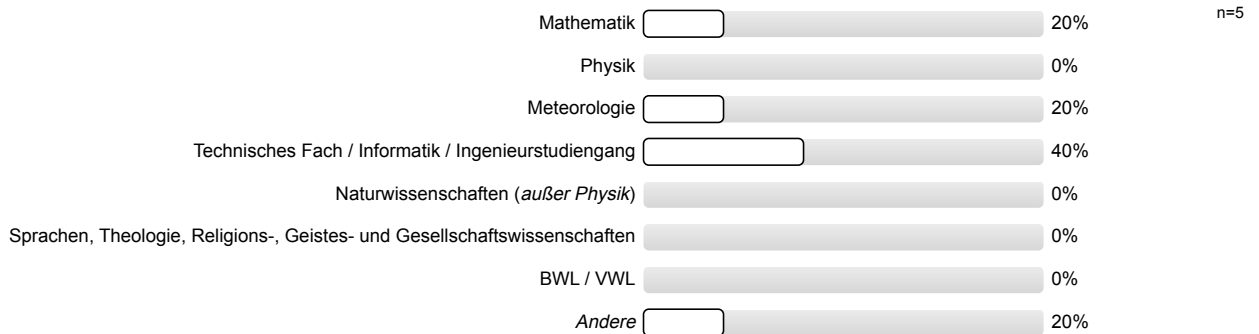 Mathematik 20% n=5
Physik 0%
Meteorologie 20%
Technisches Fach / Informatik / Ingenieurstudiengang 40%
Naturwissenschaften (außer Physik) 0%
Sprachen, Theologie, Religions-, Geistes- und Gesellschaftswissenschaften 0%
BWL / VWL 0%
Andere 20%